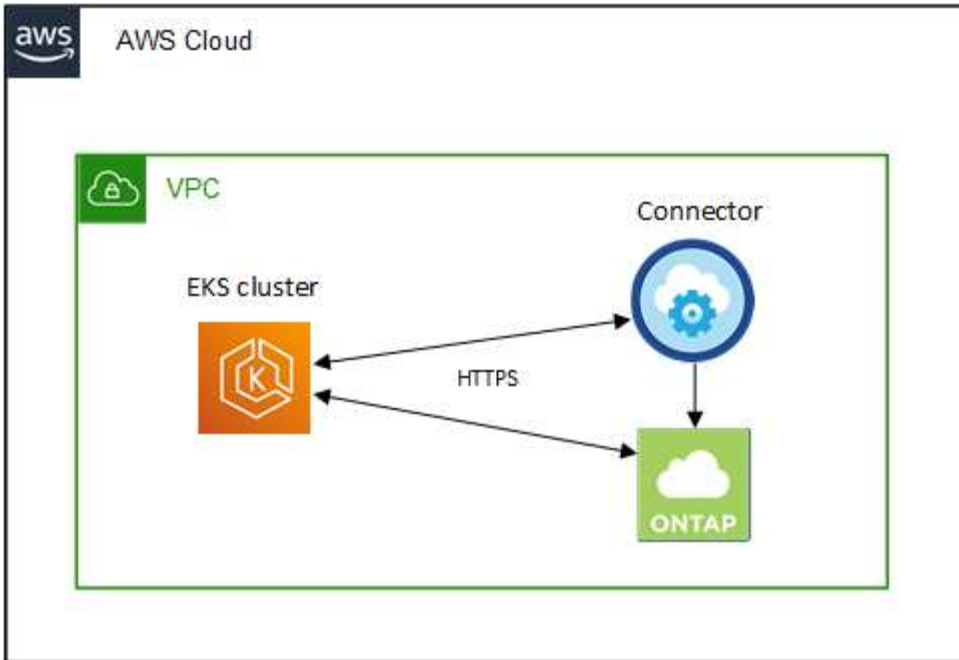 aws
AWS Cloud
VPC
Connector
EKS cluster
K
HTTPS
ONTAP